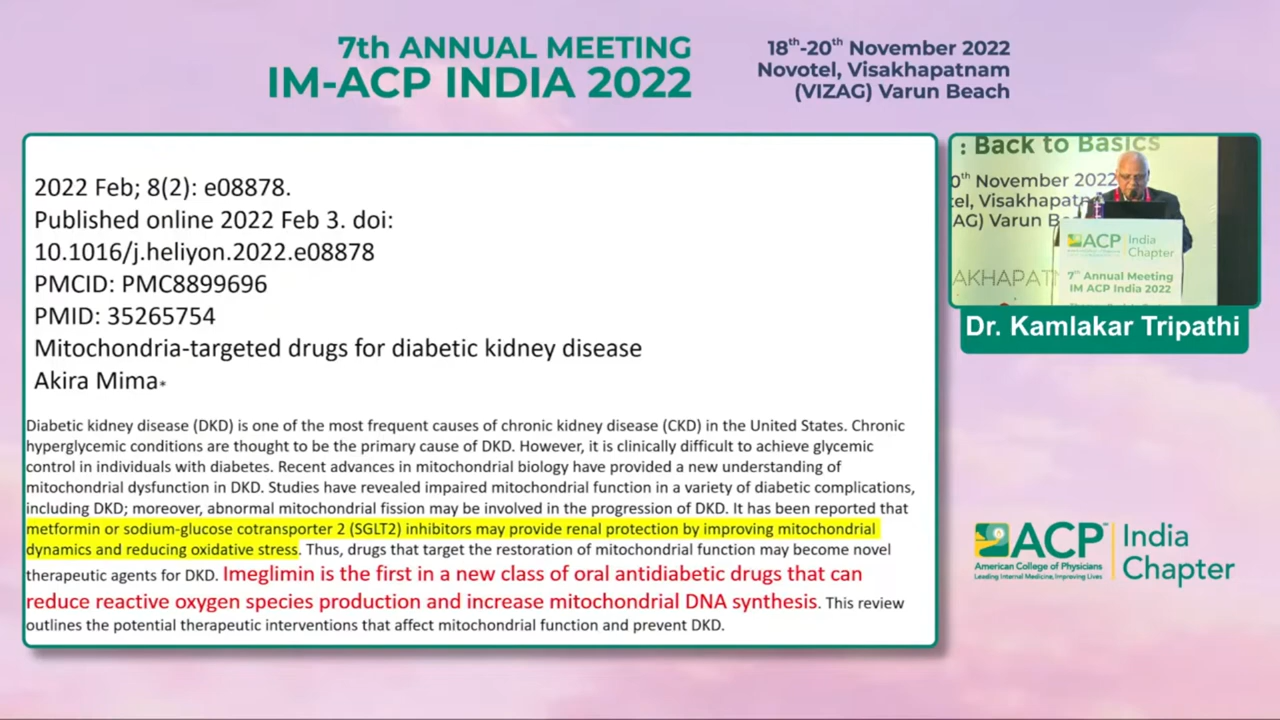 7th ANNUAL MEETING
IM-ACP INDIA 2022
18th-20th November 2022
Novotel, Visakhapatnam
(VIZAG) Varun Beach
2022 Feb; 8(2): e08878.
Published online 2022 Feb 3. doi:
10.1016/j.heliyon.2022.e08878
PMCID: PMC8899696
PMID: 35265754
Mitochondria-targeted drugs for diabetic kidney disease
Akira Mima*
Diabetic kidney disease (DKD) is one of the most frequent causes of chronic kidney disease (CKD) in the United States. Chronic
hyperglycemic conditions are thought to be the primary cause of DKD. However, it is clinically difficult to achieve glycemic
control in individuals with diabetes. Recent advances in mitochondrial biology have provided a new understanding of
mitochondrial dysfunction in DKD. Studies have revealed impaired mitochondrial function in a variety of diabetic complications,
including DKD; moreover, abnormal mitochondrial fission may be involved in the progression of DKD. It has been reported that
metformin or sodium-glucose cotransporter 2 (SGLT2) inhibitors may provide renal protection by improving mitochondrial
dynamics and reducing oxidative stress. Thus, drugs that target the restoration of mitochondrial function may become novel
therapeutic agents for DKD. Imeglimin is the first in a new class of oral antidiabetic drugs that can
reduce reactive oxygen species production and increase mitochondrial DNA synthesis. This review
outlines the potential therapeutic interventions that affect mitochondrial function and prevent DKD.
: Back to Basics
0th November 2022
tel, Visakhapatn
AG) Varun B
AKHAPAT
ACP India
Chapter
7th Annual Meeting
IM ACP India 2022
Dr. Kamlakar Tripathi
ACP™
American College of Physicians
Leading Internal Medicine, Improving Lives
India
Chapter